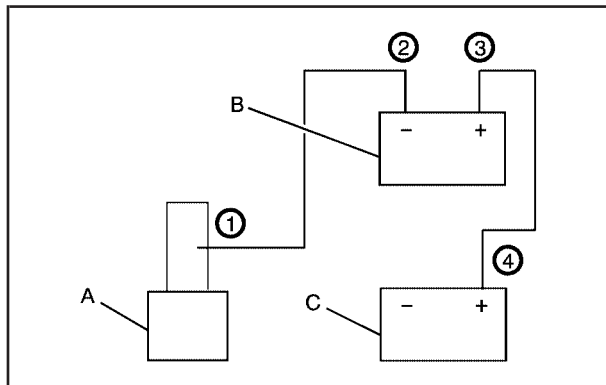 ② ③
B
− +
①
④
A
C
− +